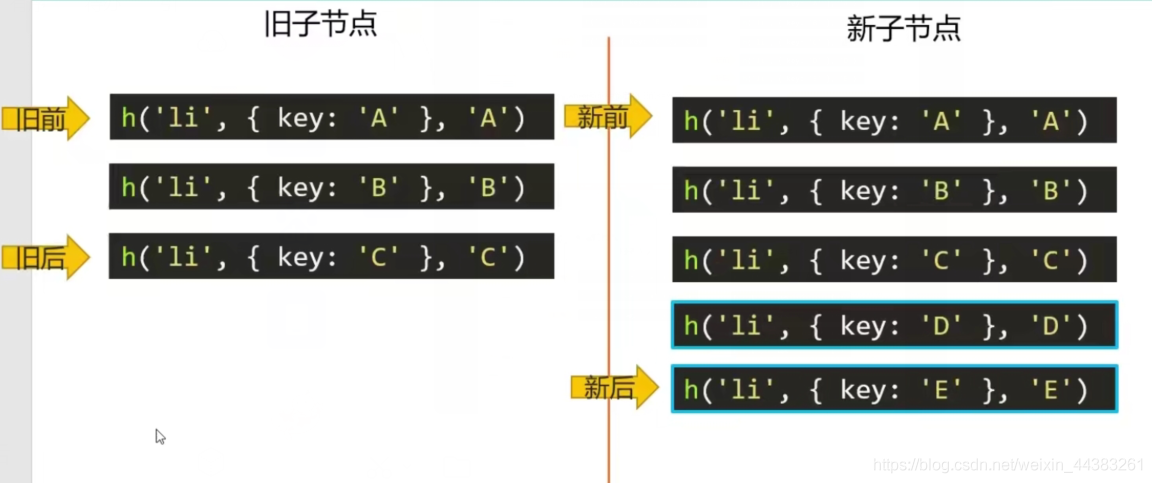 旧子节点
新子节点
旧前
h('li', { key: 'A' }, 'A')
新前
h('li', { key: 'A' }, 'A')
h('li', { key: 'B' }, 'B')
h('li', { key: 'B' }, 'B')
旧后
h('li', { key: 'C' }, 'C')
h('li', { key: 'C' }, 'C')
h('li', { key: 'D' }, 'D')
新后
h('li', { key: 'E' }, 'E')
https://blog.csdn.net/weixin_44383261